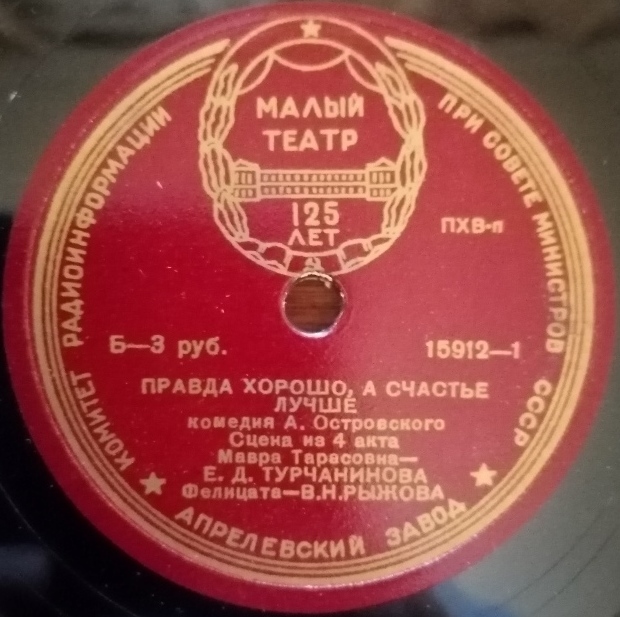 КОМИТЕТ РАДИОИНФОРМАЦИИ
ПРИ СОВЕТЕ МИНИСТРОВ СССР
МАЛЫЙ
ТЕАТР
125
ЛЕТ
ПХВ-п
Б—3 руб.
15912—1
ПРАВДА ХОРОШО, А СЧАСТЬЕ
ЛУЧШЕ
комедия А. Островского
Сцена из 4 акта
Мавра Тарасовна—
Е. Д. ТУРЧАНИНОВА
Фелицата—В.Н.РЫЖОВА
АПРЕЛЕВСКИЙ ЗАВОД